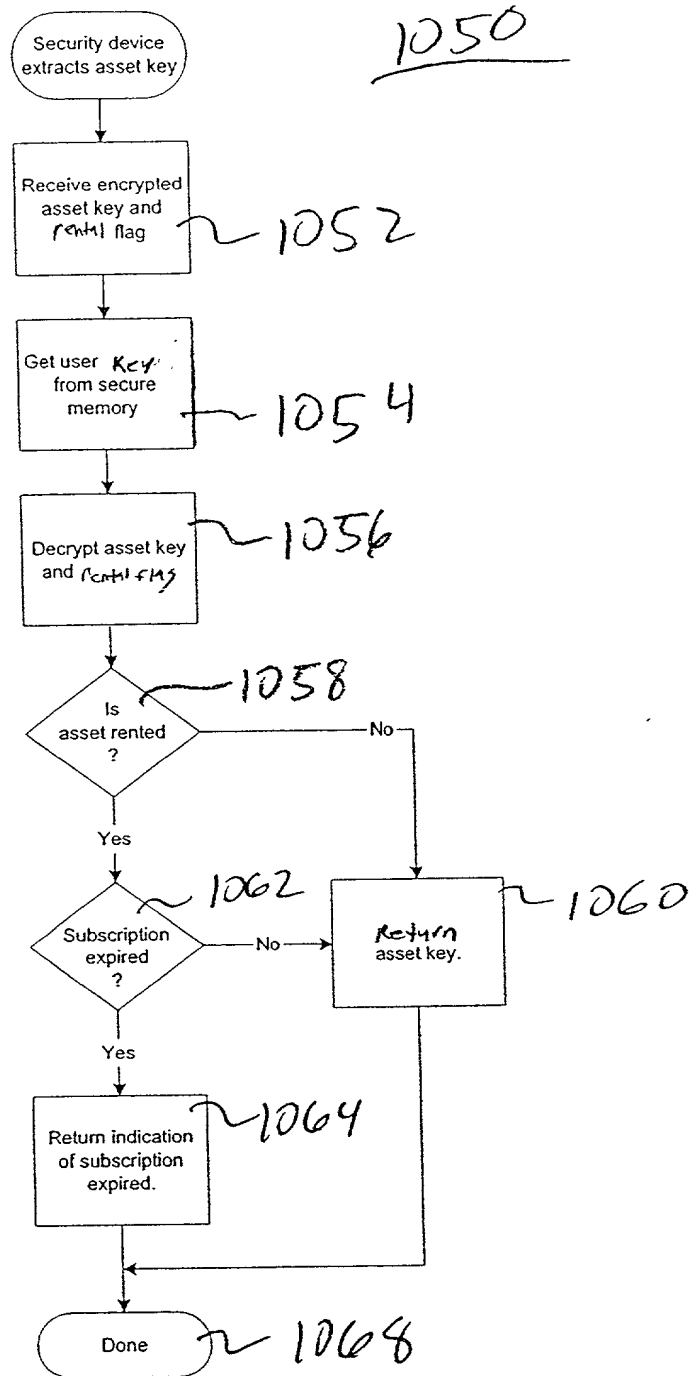 1050
Security device
extracts asset key
Receive encrypted
asset key and
rental flag
1052
Get user Key
from secure
memory
1054
Decrypt asset key
and rental flag
1056
Is
asset rented
?
1058
No
Yes
Subscription
expired
?
1062
No
Return
asset key.
1060
Yes
Return indication
of subscription
expired.
1064
Done
1068